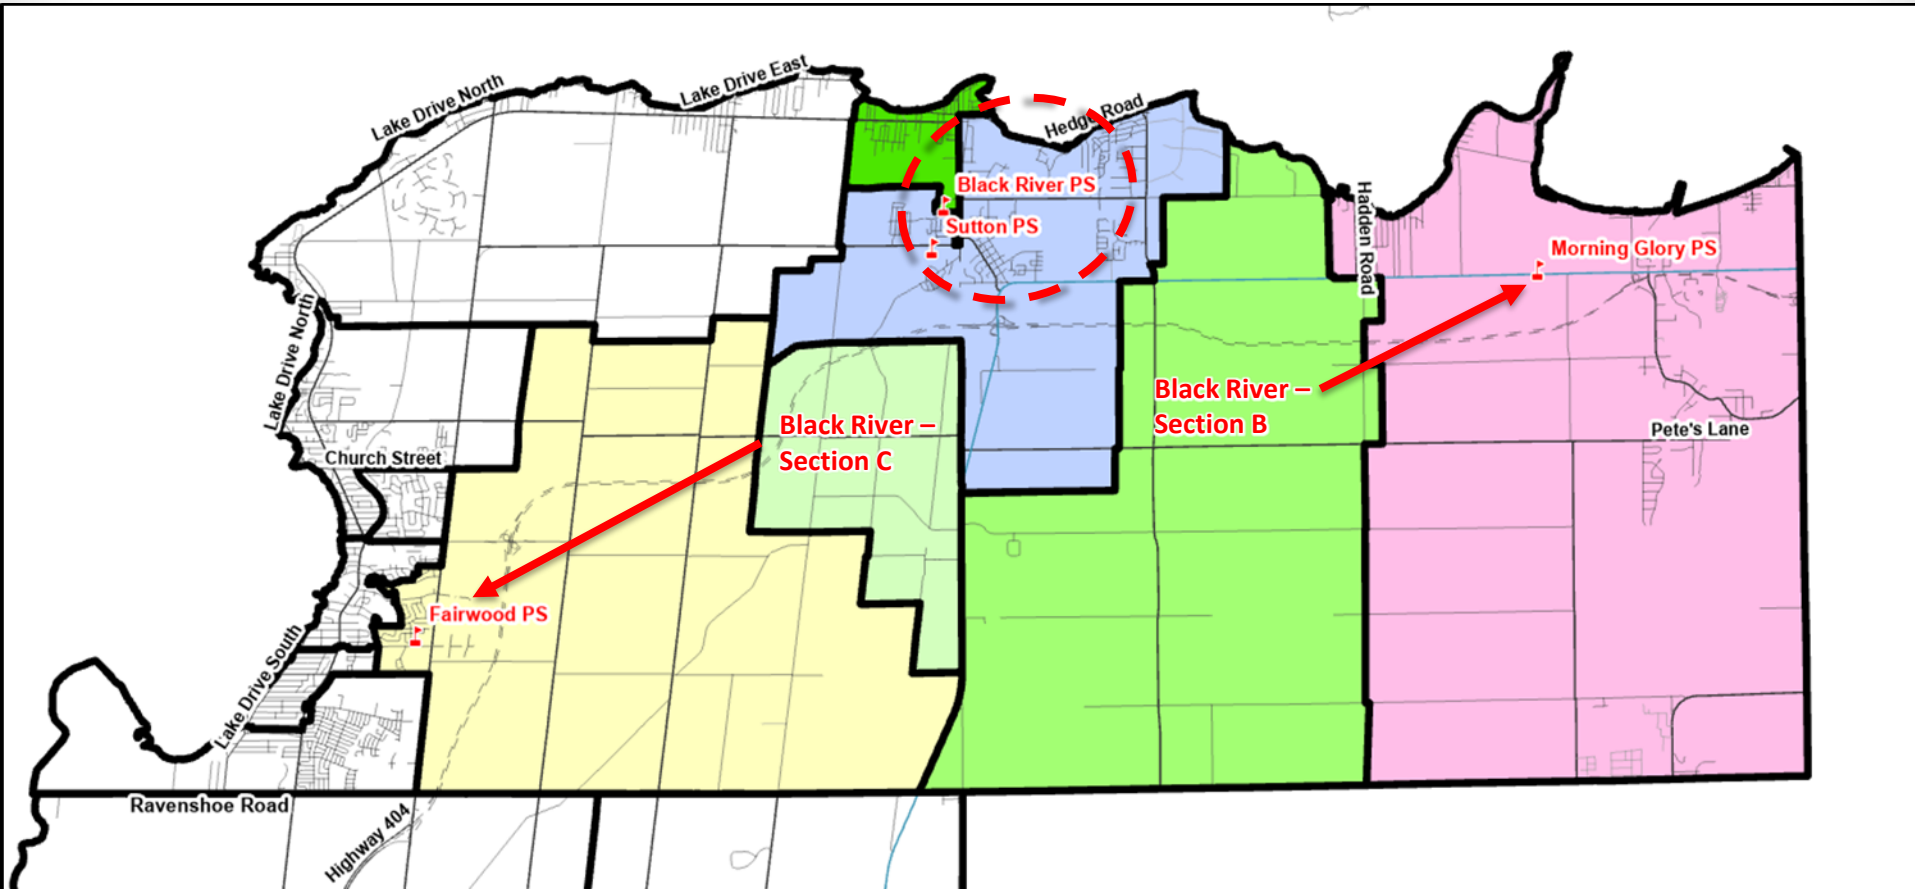 Lake Drive North
Lake Drive East
Hedge Road
Black River PS
Sutton PS
Hadden Road
Morning Glory PS
Lake Drive North
Black River –
Section B
Black River –
Section C
Pete's Lane
Church Street
Fairwood PS
Lake Drive South
Ravenshoe Road
Highway 404